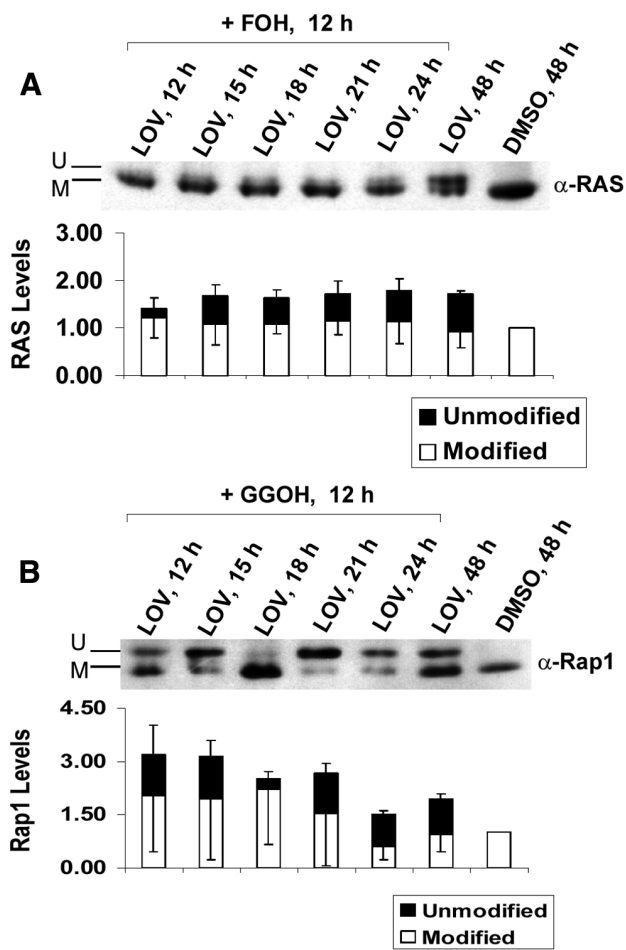 + FOH, 12 h
A
LOV, 12 h
LOV, 15 h
LOV, 18 h
LOV, 21 h
LOV, 24 h
LOV, 48 h
DMSO, 48 h
U
M
α-RAS
RAS Levels
3.00
2.00
1.00
0.00
Unmodified
Modified
+ GGOH, 12 h
B
LOV, 12 h
LOV, 15 h
LOV, 18 h
LOV, 21 h
LOV, 24 h
LOV, 48 h
DMSO, 48 h
U
M
α-Rap1
Rap1 Levels
4.50
3.00
1.50
0.00
Unmodified
Modified